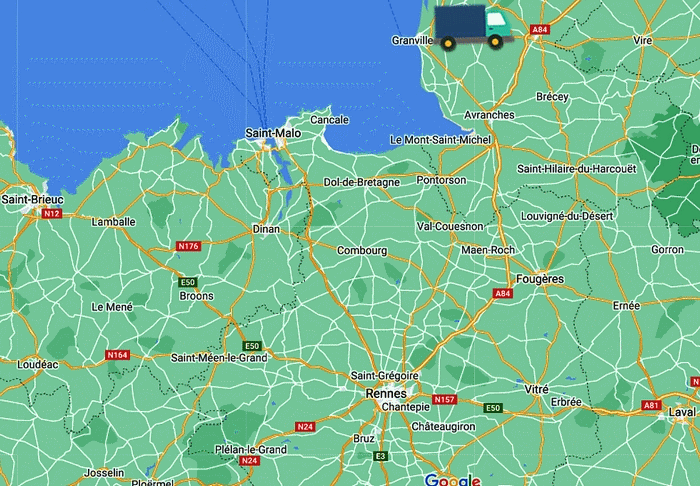 Granville
A84
Vire
Brécey
Avranches
Cancale
Saint-Malo
Le Mont-Saint-Michel
Saint-Hilaire-du-Harcouët
Dol-de-Bretagne
Pontorson
Saint-Brieuc
N12
Lamballe
Louvigné-du-Désert
Val-Couesnon
Dinan
N176
Combourg
Maen-Roch
Gorron
Fougères
E50
Broons
A84
Le Mené
Ernée
E50
N164
Saint-Méen-le-Grand
Loudéac
Saint-Grégoire
Rennes
N157
E50
Vitré
Erbrée
A81
Laval
Chantepie
Châteaugiron
N24
Bruz
Plélan-le-Grand
E3
N24
Josselin
Ploërmel
Google